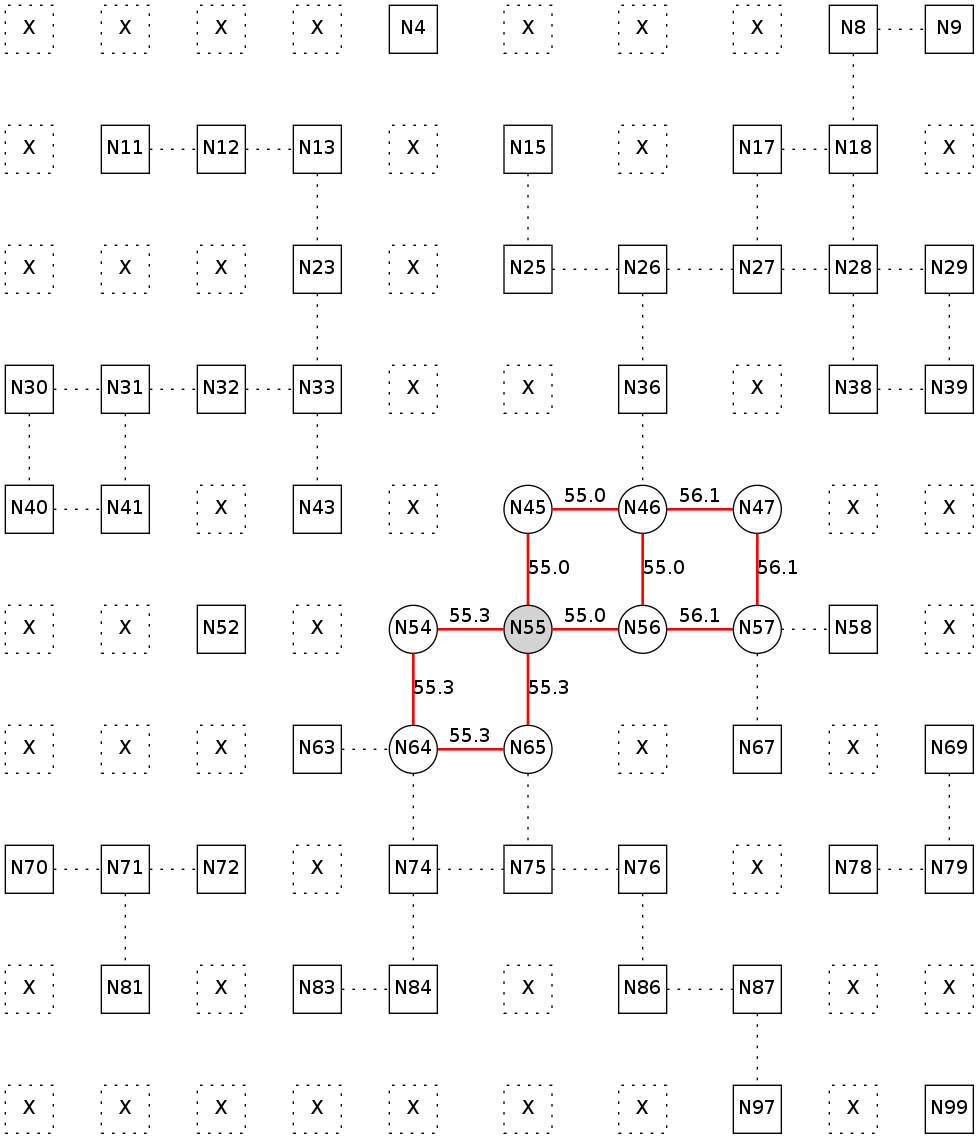 X X X X N4 X X X N8 N9
X N11 N12 N13 X N15 X N17 N18 X
X X X N23 X N25 N26 N27 N28 N29
N30 N31 N32 N33 X X N36 X N38 N39
55.0 56.1
N40 N41 X N43 X N45 N46 N47 X X
55.0 55.0 56.1
55.3 55.0 56.1
X X N52 X N54 N55 N56 N57 N58 X
55.3 55.3
55.3
X X X N63 N64 N65 X N67 X N69
N70 N71 N72 X N74 N75 N76 X N78 N79
X N81 X N83 N84 X N86 N87 X X
X X X X X X X N97 X N99